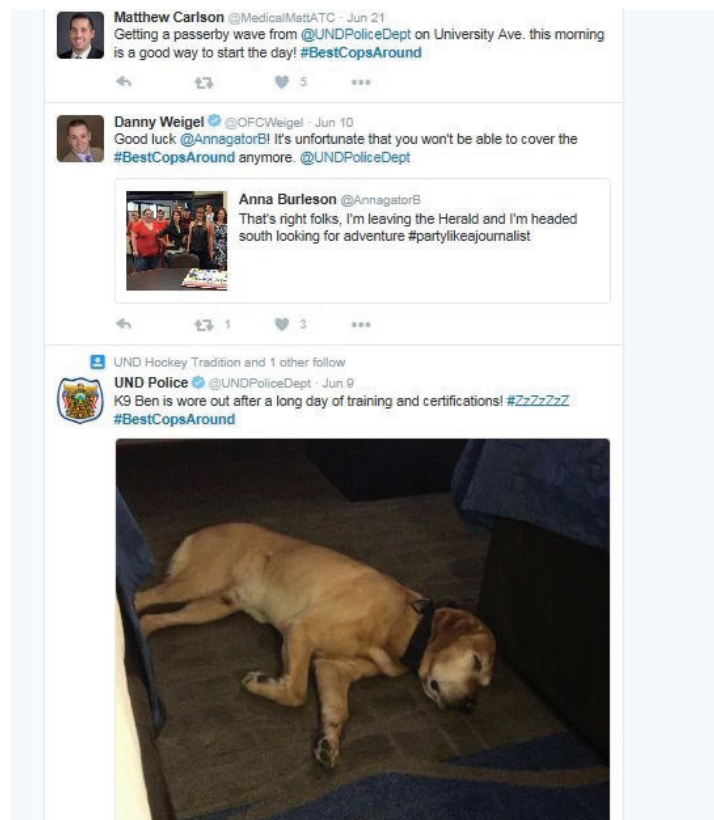 Matthew Carlson @MedicalMattATC · Jun 21
Getting a passerby wave from @UNDPoliceDept on University Ave. this morning
is a good way to start the day! #BestCopsAround
5
Danny Weigel @OFCWeigel · Jun 10
Good luck @AnnagatorB! It's unfortunate that you won't be able to cover the
#BestCopsAround anymore. @UNDPoliceDept
Anna Burleson @AnnagatorB
That's right folks, I'm leaving the Herald and I'm headed
south looking for adventure #partylikeajournalist
1 3
UND Hockey Tradition and 1 other follow
UND Police @UNDPoliceDept · Jun 9
K9 Ben is wore out after a long day of training and certifications! #ZzZzZzZ
#BestCopsAround